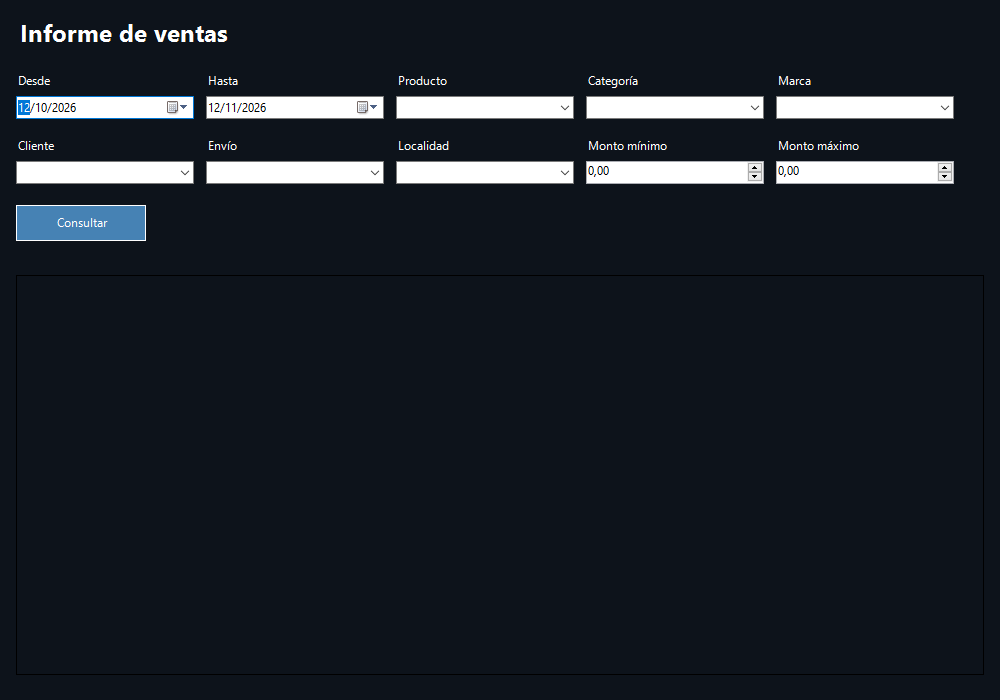 Informe de ventas
Desde Hasta Producto Categoría Marca
12/10/2026 12/11/2026
Cliente Envío Localidad Monto mínimo Monto máximo
0,00 0,00
Consultar